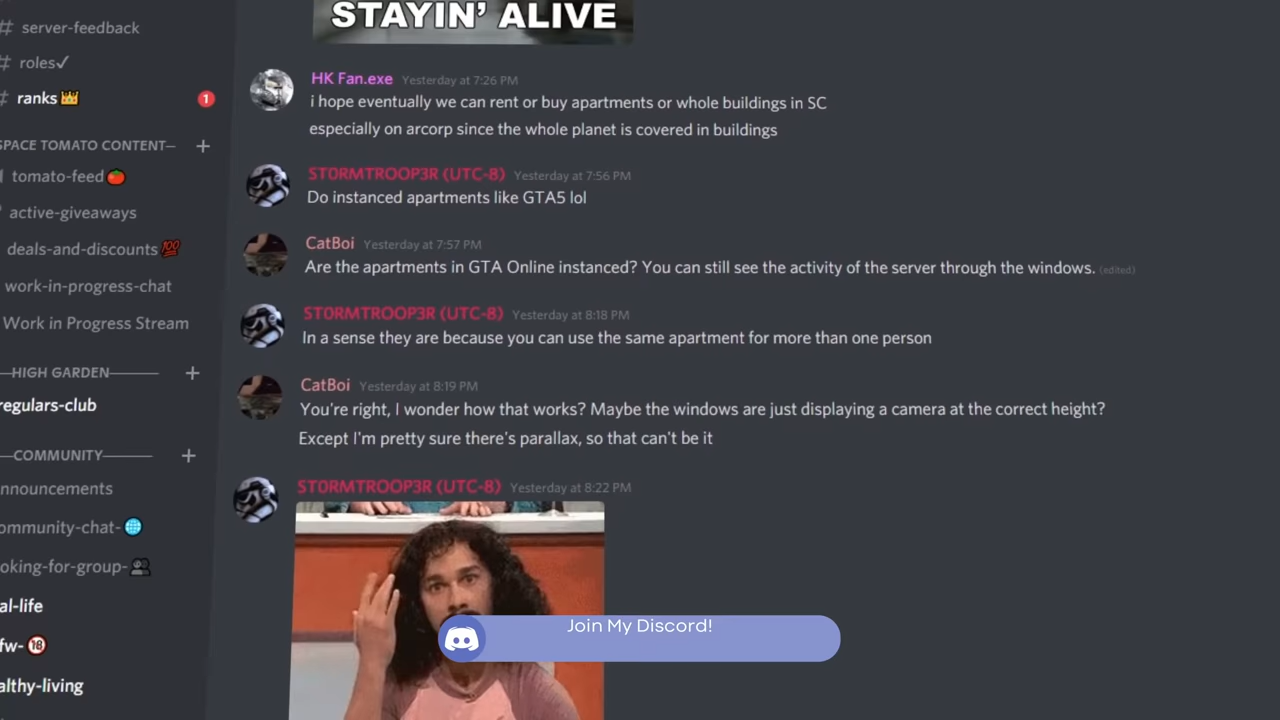 STAYIN' ALIVE
# server-feedback
# roles✓
# ranks👑 1
SPACE TOMATO CONTENT— +
tomato-feed🍅
active-giveaways
deals-and-discounts💯
work-in-progress-chat
Work in Progress Stream
—HIGH GARDEN— +
regulars-club
—COMMUNITY— +
nnouncements
ommunity-chat-🌐
oking-for-group-👥
al-life
fw-🔞
althy-living
HK Fan.exe Yesterday at 7:26 PM
i hope eventually we can rent or buy apartments or whole buildings in SC
especially on arcorp since the whole planet is covered in buildings
ST0RMTROOP3R (UTC-8) Yesterday at 7:56 PM
Do instanced apartments like GTA5 lol
CatBoi Yesterday at 7:57 PM
Are the apartments in GTA Online instanced? You can still see the activity of the server through the windows. (edited)
ST0RMTROOP3R (UTC-8) Yesterday at 8:18 PM
In a sense they are because you can use the same apartment for more than one person
CatBoi Yesterday at 8:19 PM
You're right, I wonder how that works? Maybe the windows are just displaying a camera at the correct height?
Except I'm pretty sure there's parallax, so that can't be it
ST0RMTROOP3R (UTC-8) Yesterday at 8:22 PM
Join My Discord!